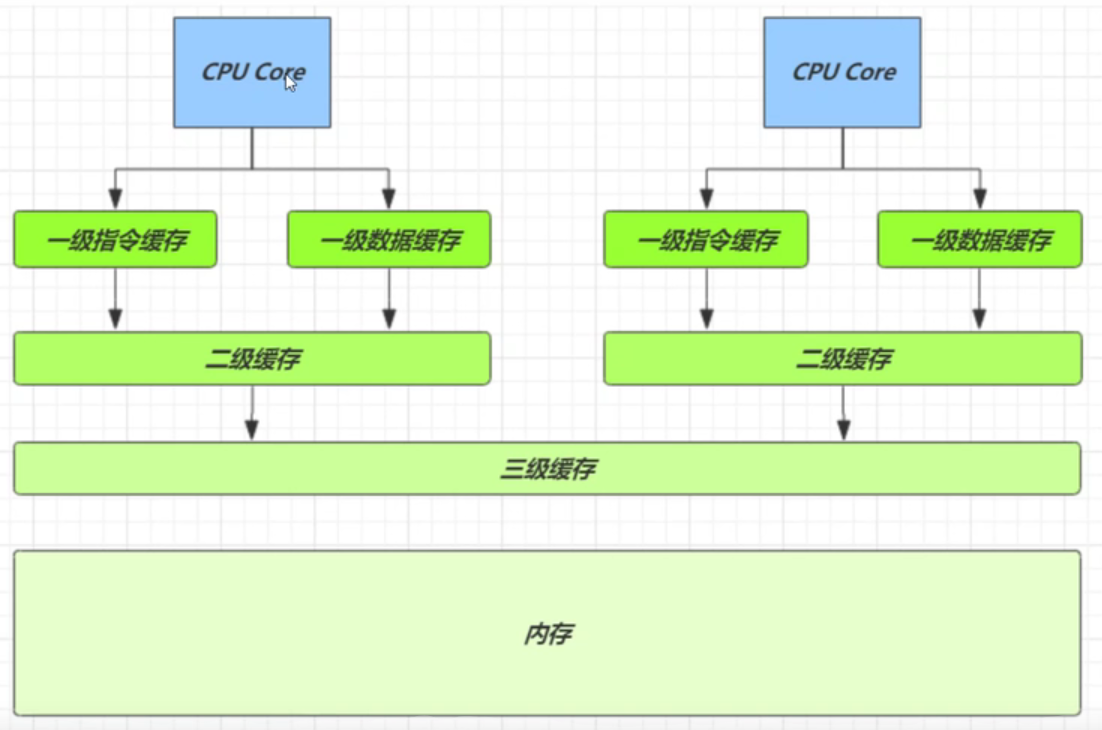 CPU Core
CPU Core
一级指令缓存
一级数据缓存
一级指令缓存
一级数据缓存
二级缓存
二级缓存
三级缓存
内存